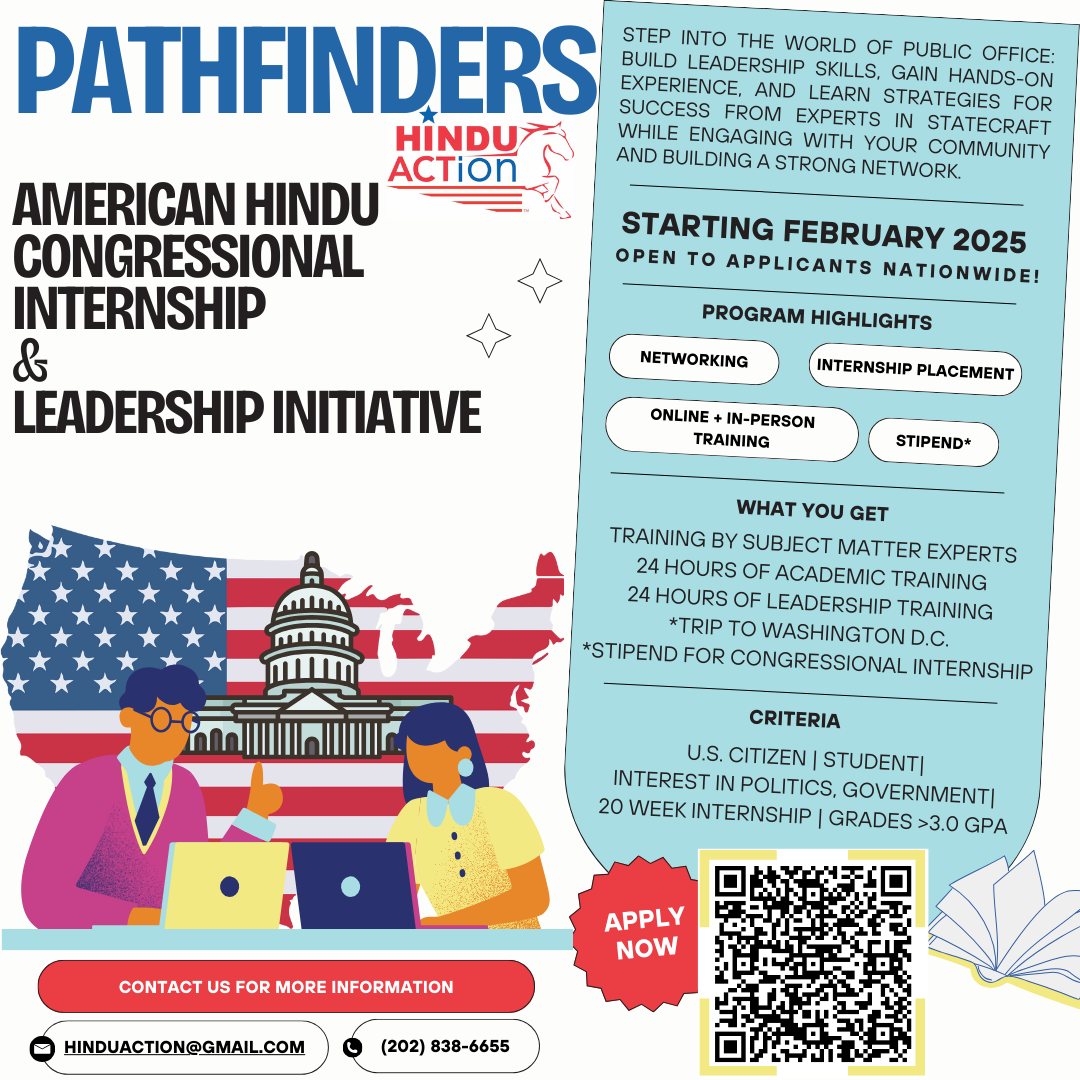 PATHFINDERS
HINDU
ACTion
™
AMERICAN HINDU
CONGRESSIONAL
INTERNSHIP
&
LEADERSHIP INITIATIVE
STEP INTO THE WORLD OF PUBLIC OFFICE:
BUILD LEADERSHIP SKILLS, GAIN HANDS-ON
EXPERIENCE, AND LEARN STRATEGIES FOR
SUCCESS FROM EXPERTS IN STATECRAFT
WHILE ENGAGING WITH YOUR COMMUNITY
AND BUILDING A STRONG NETWORK.
STARTING FEBRUARY 2025
OPEN TO APPLICANTS NATIONWIDE!
PROGRAM HIGHLIGHTS
NETWORKING
INTERNSHIP PLACEMENT
ONLINE + IN-PERSON
TRAINING
STIPEND*
WHAT YOU GET
TRAINING BY SUBJECT MATTER EXPERTS
24 HOURS OF ACADEMIC TRAINING
24 HOURS OF LEADERSHIP TRAINING
*TRIP TO WASHINGTON D.C.
*STIPEND FOR CONGRESSIONAL INTERNSHIP
CRITERIA
U.S. CITIZEN | STUDENT|
INTEREST IN POLITICS, GOVERNMENT|
20 WEEK INTERNSHIP | GRADES >3.0 GPA
APPLY
NOW
CONTACT US FOR MORE INFORMATION
HINDUACTION@GMAIL.COM
(202) 838-6655